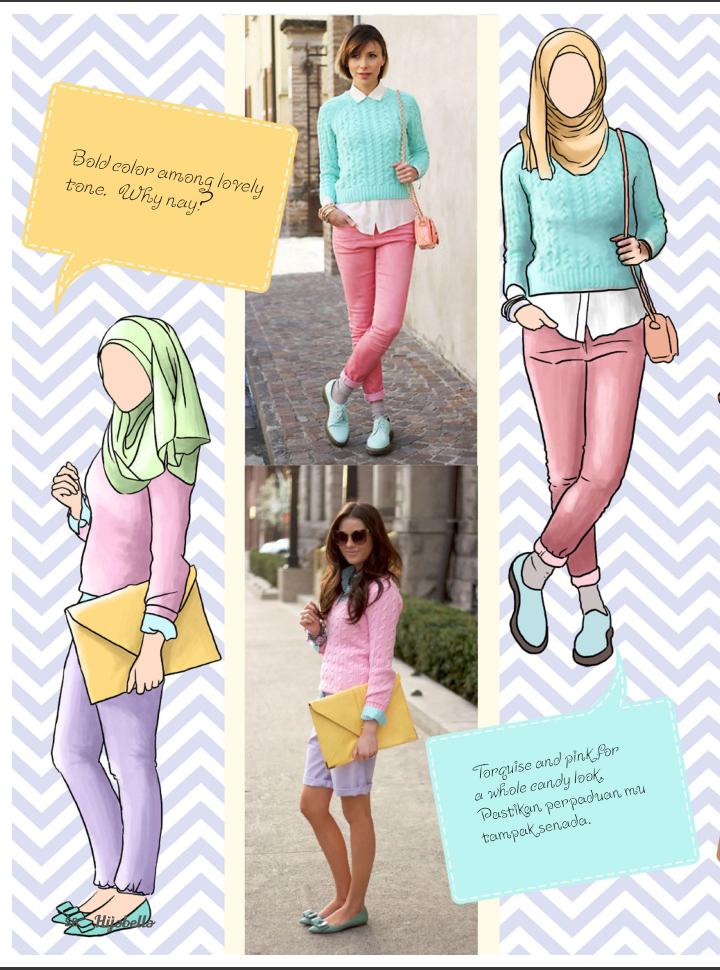 Bold color among lovely
tone. Why nay?
Torquise and pink for
a whole candy look,
Pastikan perpaduan mu
tampak senada.
Hijabello